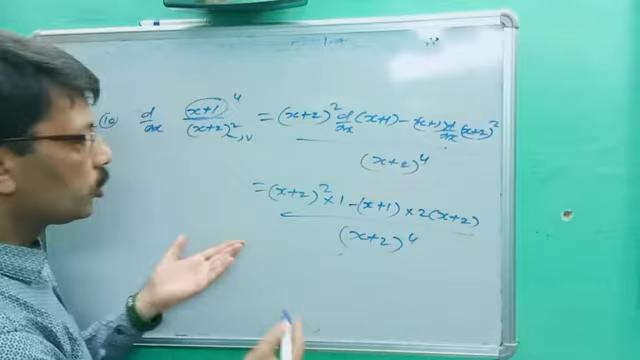 (10) d/dx (x+1)/(x+2)² u, v = (x+2)² d/dx (x+1) - (x+1) d/dx (x+2)² / (x+2)⁴
= (x+2)² × 1 - (x+1) × 2(x+2) / (x+2)⁴